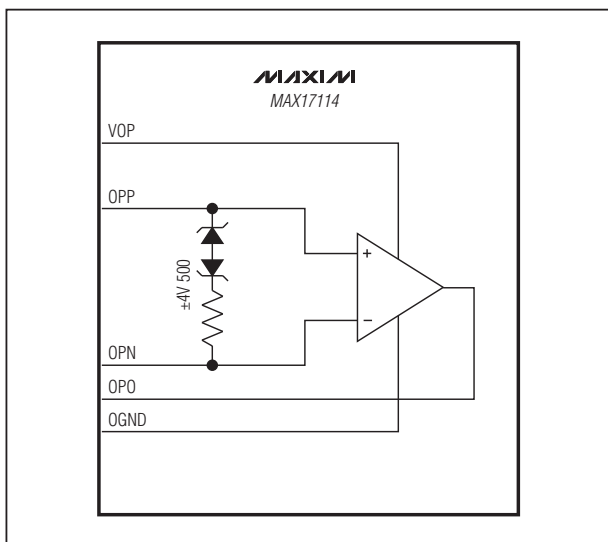 MAXIM
MAX17114
VOP
OPP
±4V 500
+
−
OPN
OPO
OGND